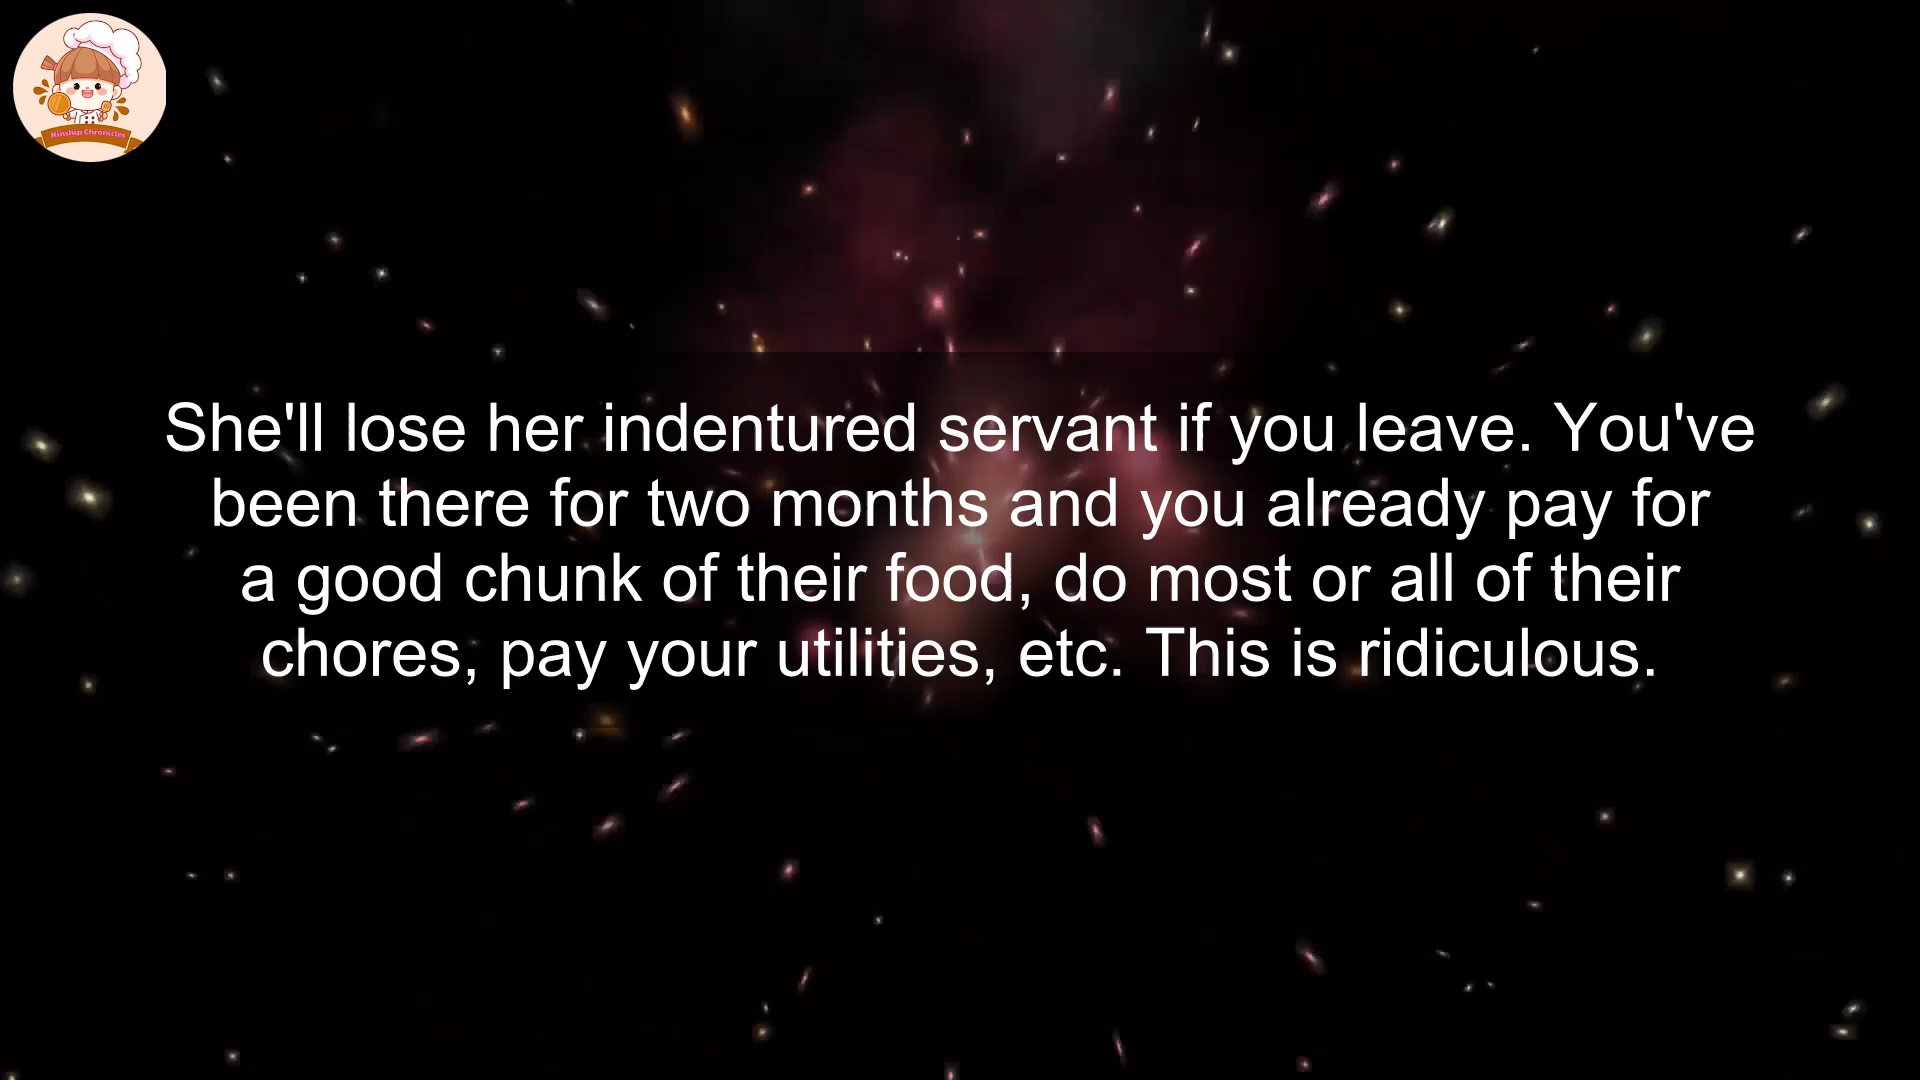 Kinship Chronicles
She'll lose her indentured servant if you leave. You've
been there for two months and you already pay for
a good chunk of their food, do most or all of their
chores, pay your utilities, etc. This is ridiculous.